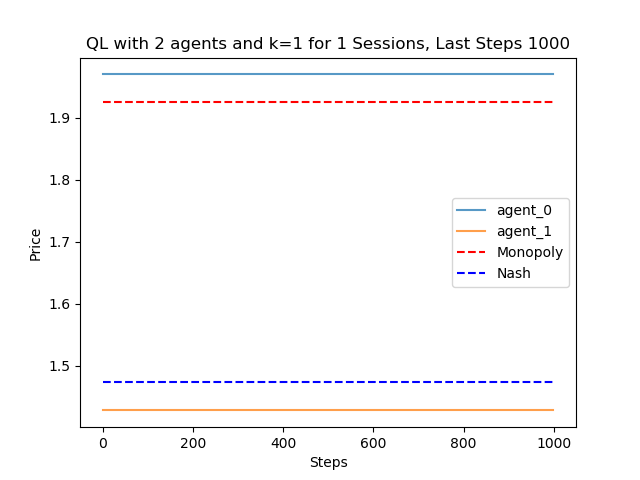 QL with 2 agents and k=1 for 1 Sessions, Last Steps 1000
Price
1.9
1.8
1.7
1.6
1.5
agent_0
agent_1
Monopoly
Nash
0
200
400
600
800
1000
Steps